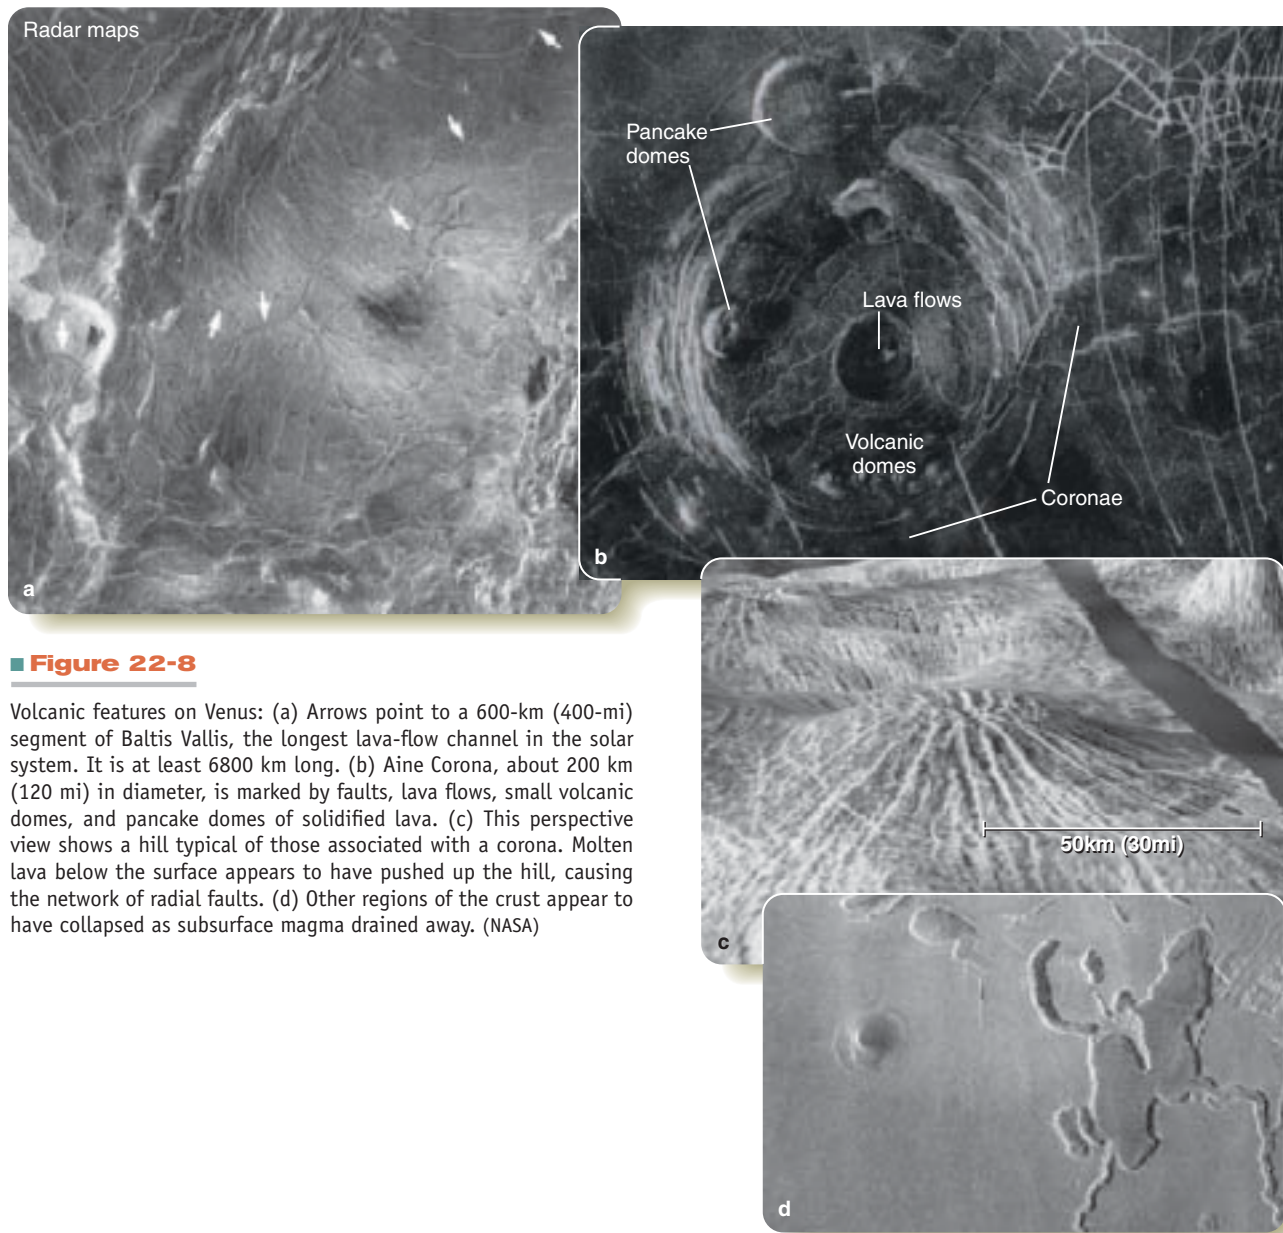 Radar maps
a
Pancake
domes
Lava flows
Volcanic
domes
Coronae
b
■ Figure 22-8
Volcanic features on Venus: (a) Arrows point to a 600-km (400-mi)
segment of Baltis Vallis, the longest lava-flow channel in the solar
system. It is at least 6800 km long. (b) Aine Corona, about 200 km
(120 mi) in diameter, is marked by faults, lava flows, small volcanic
domes, and pancake domes of solidified lava. (c) This perspective
view shows a hill typical of those associated with a corona. Molten
lava below the surface appears to have pushed up the hill, causing
the network of radial faults. (d) Other regions of the crust appear to
have collapsed as subsurface magma drained away. (NASA)
50km (30mi)
c
d